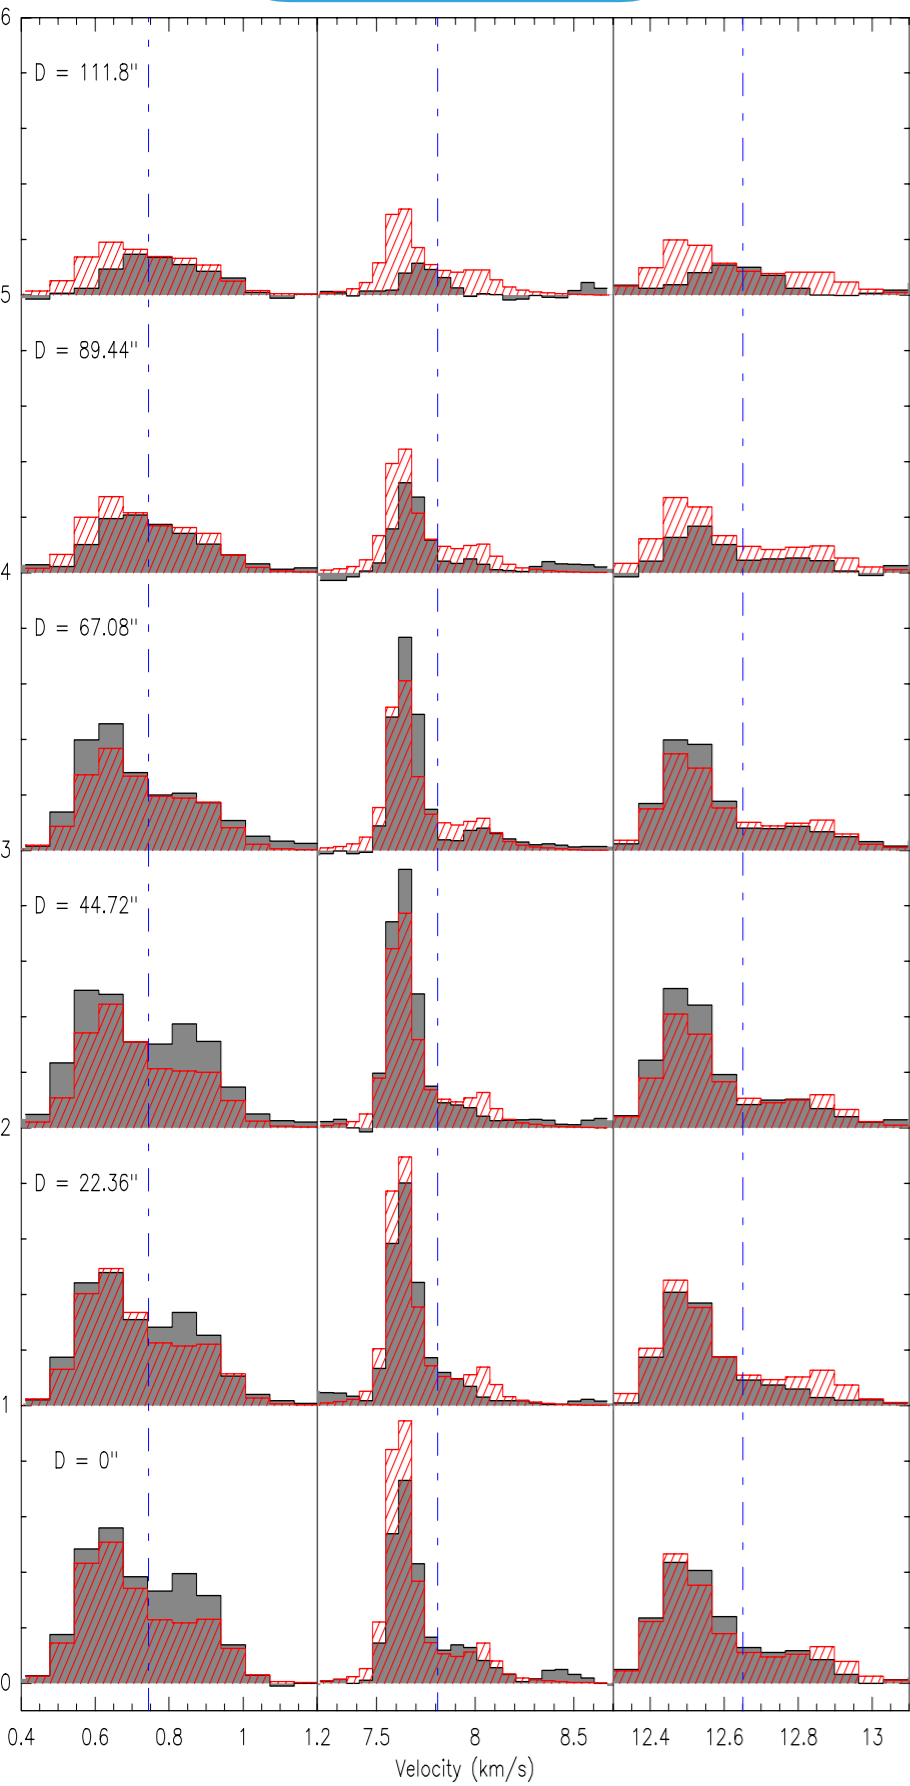 6
D = 111.8"
5
D = 89.44"
4
D = 67.08"
3
D = 44.72"
2
D = 22.36"
1
D = 0"
0
0.4 0.6 0.8 1 1.2 7.5 8 8.5 12.4 12.6 12.8 13
Velocity (km/s)